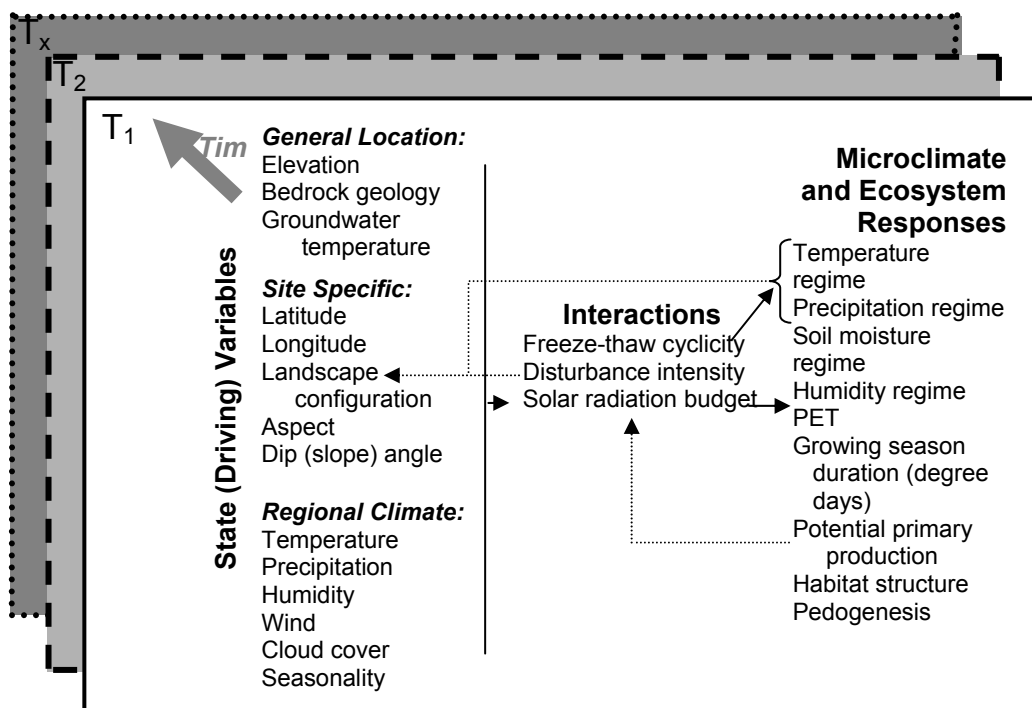 Tx
T2
T1
Tim
State (Driving) Variables
General Location:
Elevation
Bedrock geology
Groundwater
temperature
Site Specific:
Latitude
Longitude
Landscape
configuration
Aspect
Dip (slope) angle
Regional Climate:
Temperature
Precipitation
Humidity
Wind
Cloud cover
Seasonality
Interactions
Freeze-thaw cyclicity
Disturbance intensity
Solar radiation budget
Microclimate
and Ecosystem
Responses
Temperature
regime
Precipitation regime
Soil moisture
regime
Humidity regime
PET
Growing season
duration (degree
days)
Potential primary
production
Habitat structure
Pedogenesis